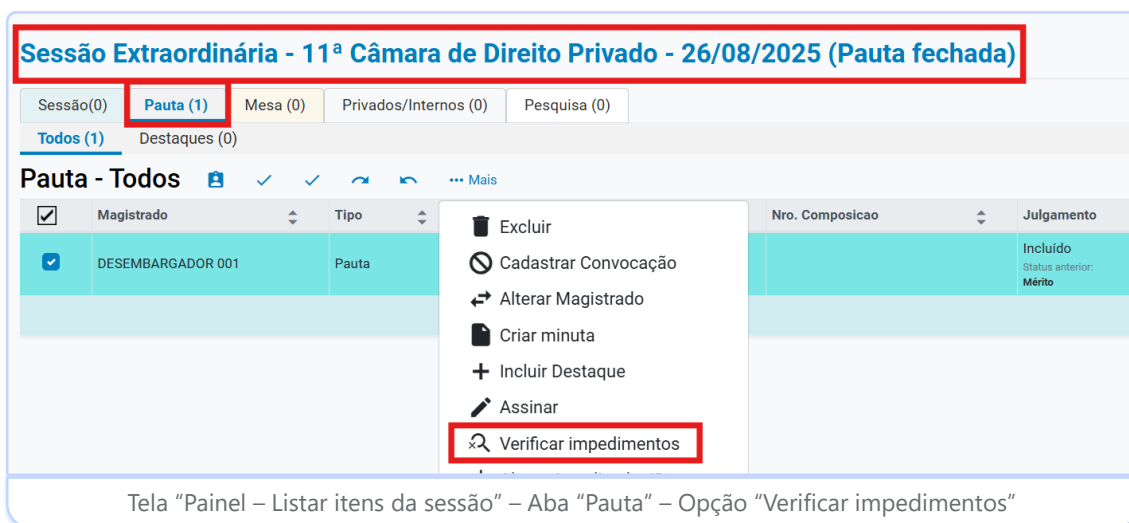 Sessão Extraordinária - 11ª Câmara de Direito Privado - 26/08/2025 (Pauta fechada)
Sessão(0) Pauta (1) Mesa (0) Privados/Internos (0) Pesquisa (0)
Todos (1) Destaques (0)
Pauta - Todos ••• Mais
Magistrado Tipo Nro. Composicao Julgamento
DESEMBARGADOR 001 Pauta Incluído
Status anterior:
Mérito
Excluir
Cadastrar Convocação
Alterar Magistrado
Criar minuta
Incluir Destaque
Assinar
Verificar impedimentos
Tela “Painel – Listar itens da sessão” – Aba “Pauta” – Opção “Verificar impedimentos”